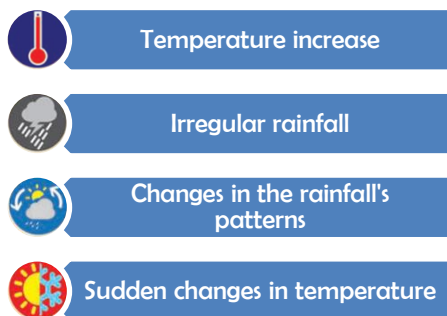 Temperature increase
Irregular rainfall
Changes in the rainfall's
patterns
Sudden changes in temperature